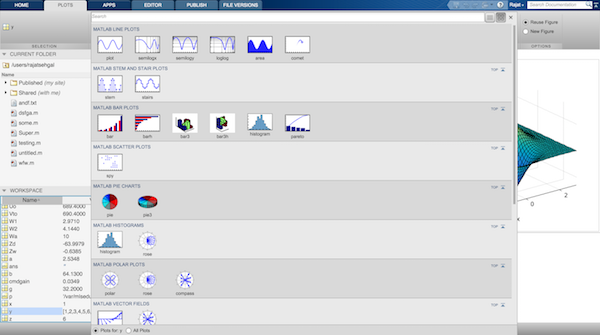 HOME PLOTS APPS EDITOR PUBLISH FILE VERSIONS
Rajat
Search Documentation
y
SELECTION
Search
Reuse Figure
New Figure
OPTIONS
CURRENT FOLDER
/users/rajatsehgal
Name
Published (my site)
Shared (with me)
andf.txt
dsfga.m
some.m
Super.m
testing.m
untitled.m
wfw.m
MATLAB LINE PLOTS
plot semilogx semilogy loglog area comet
MATLAB STEM AND STAIR PLOTS TOP
stem stairs
MATLAB BAR PLOTS TOP
bar barh bar3 bar3h histogram pareto
MATLAB SCATTER PLOTS TOP
spy
MATLAB PIE CHARTS TOP
pie pie3
MATLAB HISTOGRAMS TOP
histogram rose
MATLAB POLAR PLOTS TOP
polar rose compass
MATLAB VECTOR FIELDS TOP
Plots for: y All Plots
WORKSPACE
Name
Uo 689.4000
Vto 690.4000
W1 2.9710
W2 4.1440
Wa 10
Zd -63.9979
Zw -0.6385
a 2.5348
ans
b 64.1300
cmdgain 0.0349
g 32.2000
p
x 1
y [1,2,3,4,5,6,
z 6
x
0
2